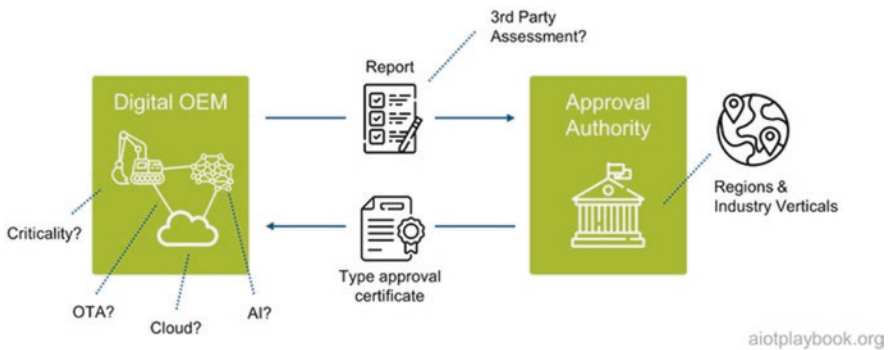 3rd Party
Assessment?
Report
Digital OEM
Approval
Authority
Regions &
Industry Verticals
Criticality?
Type approval
certificate
OTA?
Cloud?
AI?
aiotplaybook.org